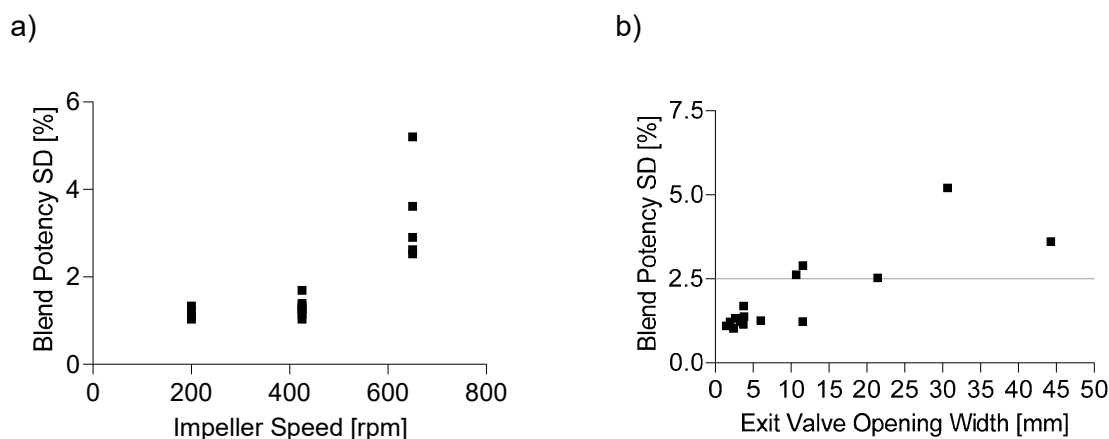 a)
b)
6
4
2
0
Blend Potency SD [%]
0 200 400 600 800
Impeller Speed [rpm]
7.5
5.0
2.5
0.0
Blend Potency SD [%]
0 5 10 15 20 25 30 35 40 45 50
Exit Valve Opening Width [mm]